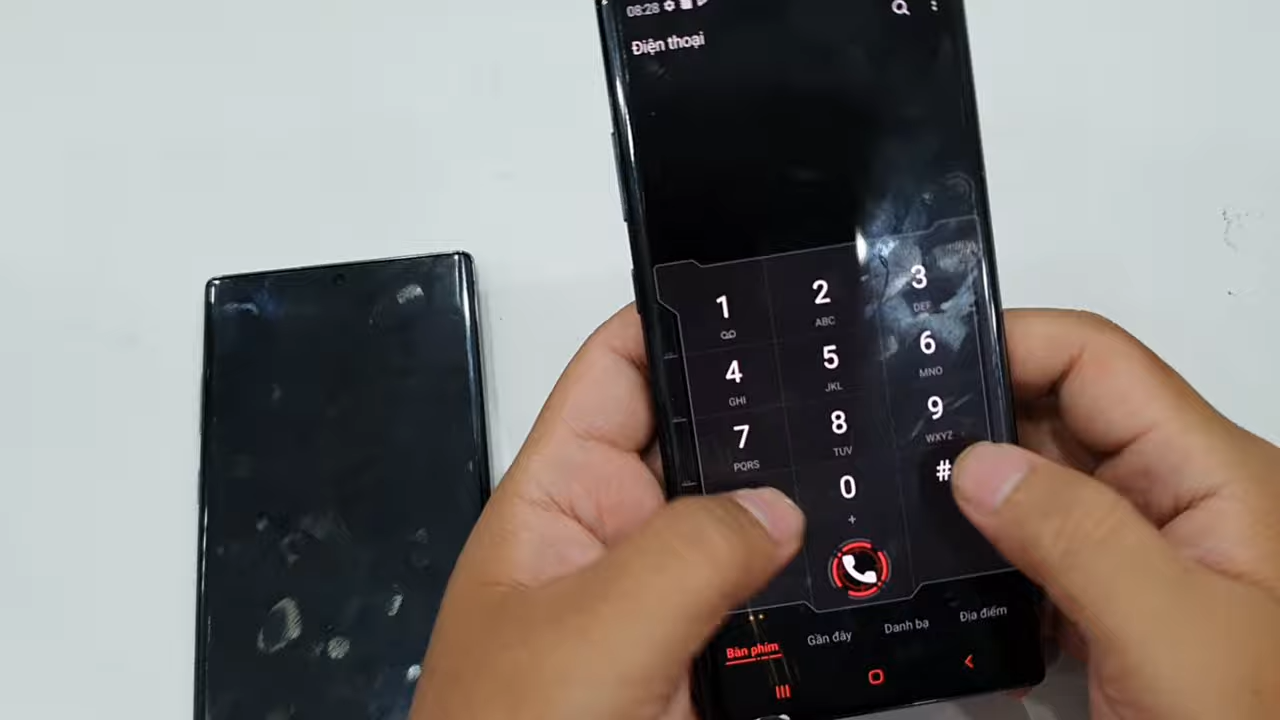 08:28
Điện thoại
1 2 ABC 3 DEF
4 GHI 5 JKL 6 MNO
7 PQRS 8 TUV 9 WXYZ
0 + #
Bàn phím Gần đây Danh bạ Địa điểm